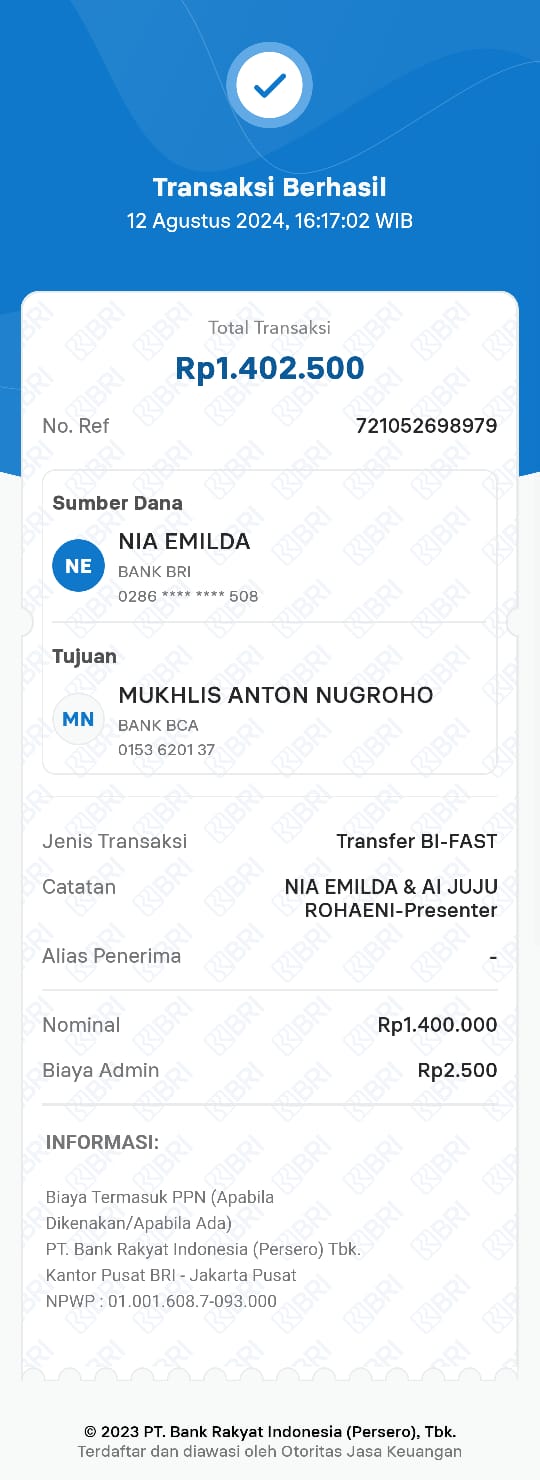 Transaksi Berhasil
12 Agustus 2024, 16:17:02 WIB
Total Transaksi
Rp1.402.500
No. Ref 721052698979
Sumber Dana
NE
NIA EMILDA
BANK BRI
0286 **** **** 508
Tujuan
MN
MUKHLIS ANTON NUGROHO
BANK BCA
0153 6201 37
Jenis Transaksi Transfer BI-FAST
Catatan NIA EMILDA & AI JUJU
ROHAENI-Presenter
Alias Penerima -
Nominal Rp1.400.000
Biaya Admin Rp2.500
INFORMASI:
Biaya Termasuk PPN (Apabila
Dikenakan/Apabila Ada)
PT. Bank Rakyat Indonesia (Persero) Tbk.
Kantor Pusat BRI - Jakarta Pusat
NPWP : 01.001.608.7-093.000
© 2023 PT. Bank Rakyat Indonesia (Persero), Tbk.
Terdaftar dan diawasi oleh Otoritas Jasa Keuangan